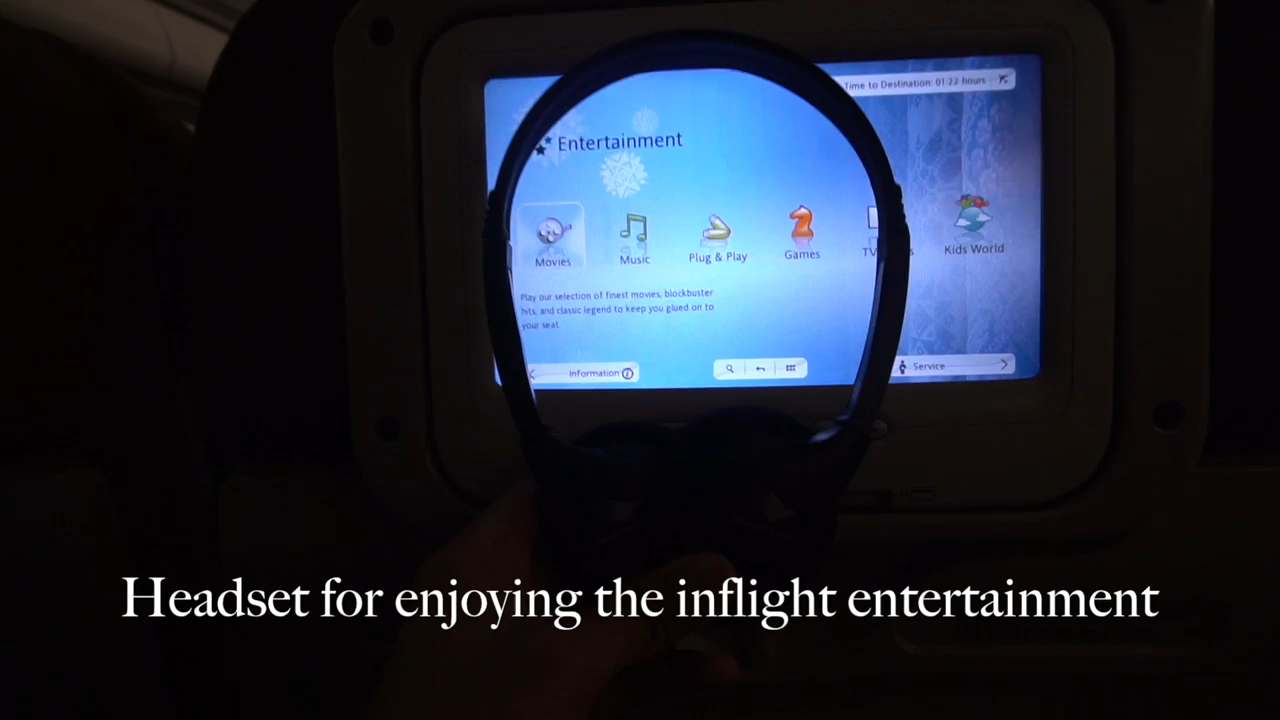 Time to Destination: 01:22 hours
Entertainment
Movies
Music
Plug & Play
Games
TV
Kids World
Play our selection of finest movies, blockbuster
hits, and classic legend to keep you glued on to
your seat.
Information
Service
Headset for enjoying the inflight entertainment